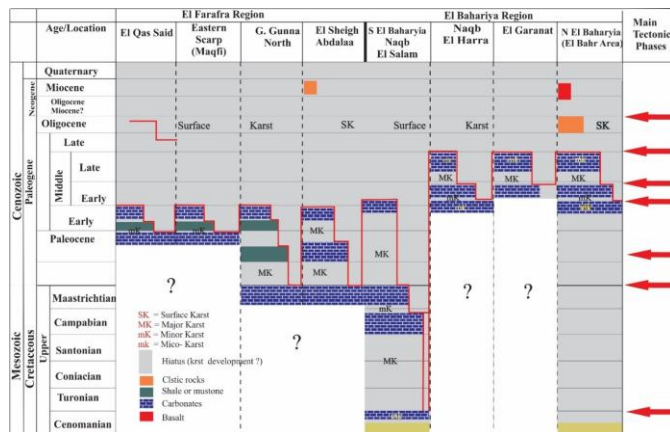 El Farafra Region
El Bahariya Region
Age/Location
El Qas Said
Eastern
Scarp
(Maqfi)
G. Gunna
North
El Sheigh
Abdalaa
S El Baharyia
Naqb
El Salam
Naqb
El Harra
El Garanat
N El Baharyia
(El Bahr Area)
Main
Tectonic
Phases
Cenozoic
Neogene
Paleogene
Quaternary
Miocene
Oligocene
Miocene?
Oligocene
Surface
Karst
SK
Surface
Karst
SK
Late
Middle
Late
Early
Early
Paleocene
MK
MK
MK
mK
mK
mK
MK
MK
MK
MK
?
?
?
?
Mesozoic
Cretaceous
Upper
Maastrichtian
Campabian
Santonian
Coniacian
Turonian
Cenomanian
mK
MK
SK = Surface Karst
MK = Major Karst
mK = Minor Karst
mk = Mico- Karst
Hiatus (krst development ?)
Clstic rocks
Shale or mustone
Carbonates
Basalt